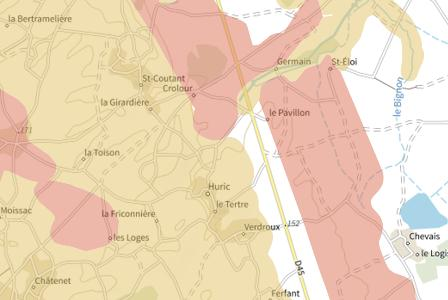 la Bertramelière
Germain
St-Éloi
St-Coutant
Crolour
le Bignon
la Girardière
le Pavillon
171
la Toison
Huric
Moissac
la Friconnière
le Tertre
Verdroux
152
les Loges
Chevais
le Logis
D45
Châtenet
Ferfant